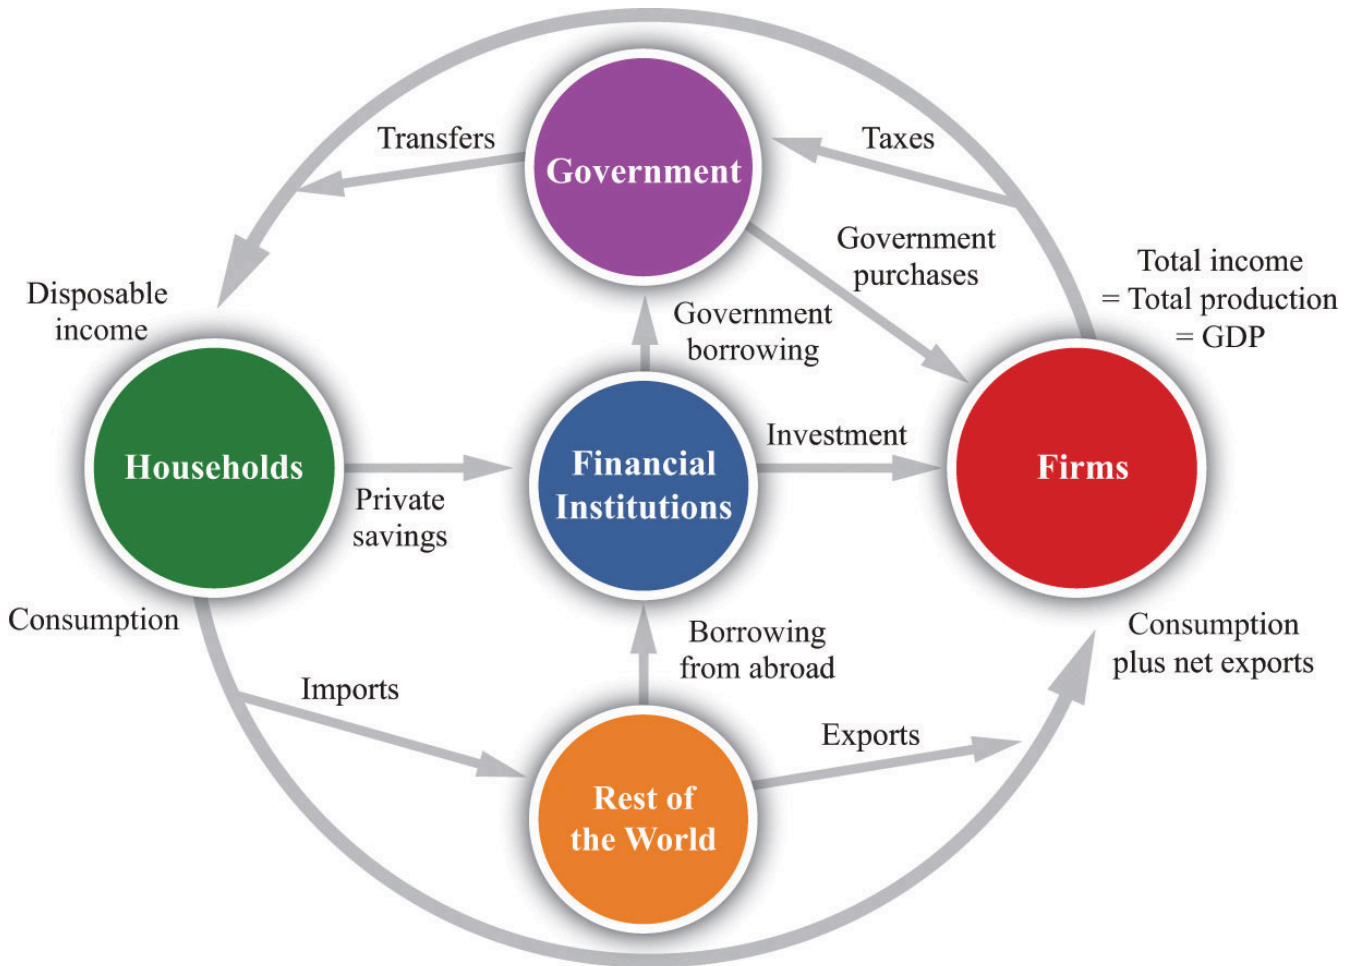 Transfers
Taxes
Government
Government
purchases
Total income
= Total production
= GDP
Disposable
income
Government
borrowing
Households
Private
savings
Financial
Institutions
Investment
Firms
Consumption
Imports
Borrowing
from abroad
Consumption
plus net exports
Exports
Rest of
the World